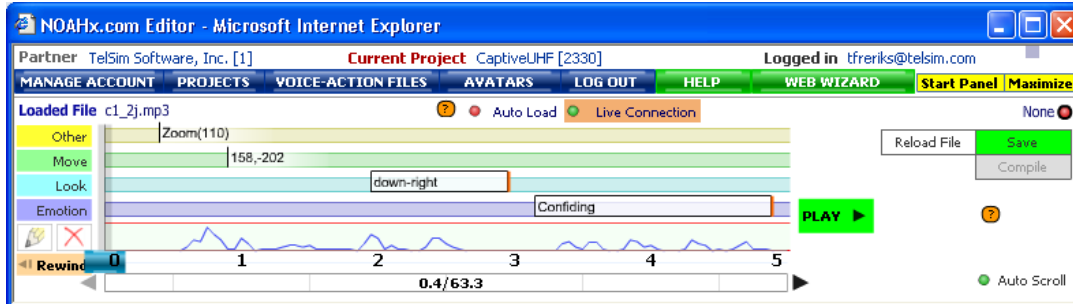 NOAHx.com Editor - Microsoft Internet Explorer
Partner TelSim Software, Inc. [1] Current Project CaptiveUHF [2330] Logged in tfreriks@telsim.com
MANAGE ACCOUNT PROJECTS VOICE-ACTION FILES AVATARS LOG OUT HELP WEB WIZARD Start Panel Maximize
Loaded File c1_2j.mp3 ? Auto Load Live Connection None
Other Zoom(110) Reload File Save
Move 158,-202 Compile
Look down-right
Emotion Confiding PLAY ?
Rewind 0 1 2 3 4 5
0.4/63.3 Auto Scroll